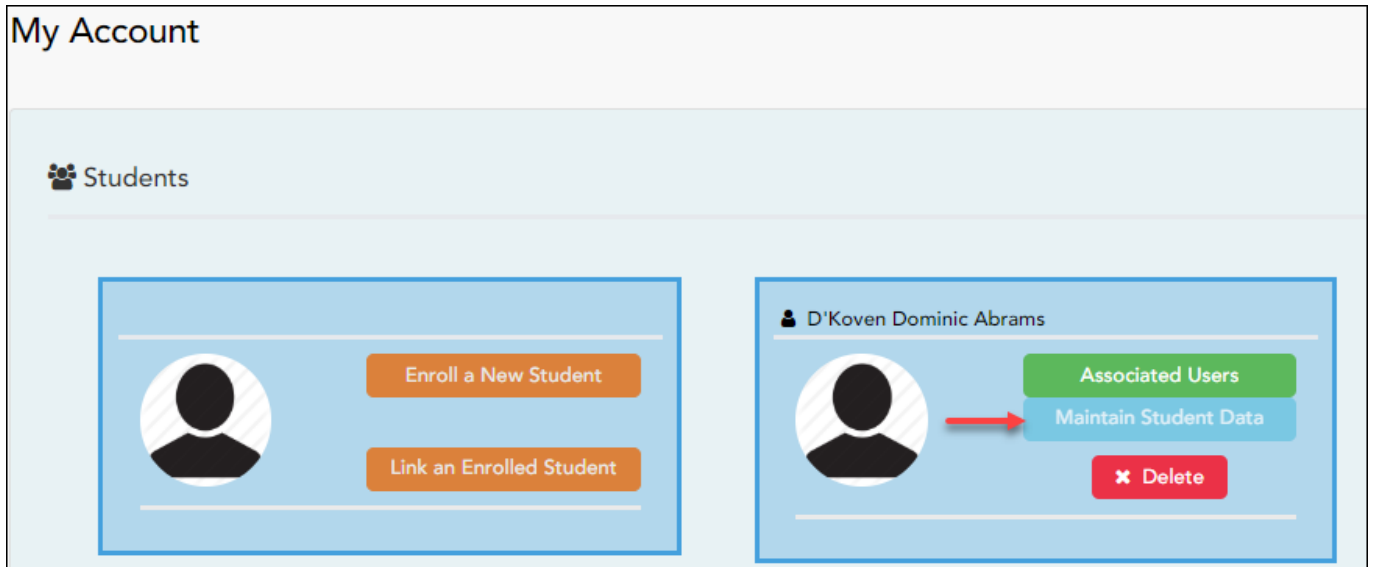 My Account
Students
Enroll a New Student
Link an Enrolled Student
D'Koven Dominic Abrams
Associated Users
Maintain Student Data
Delete